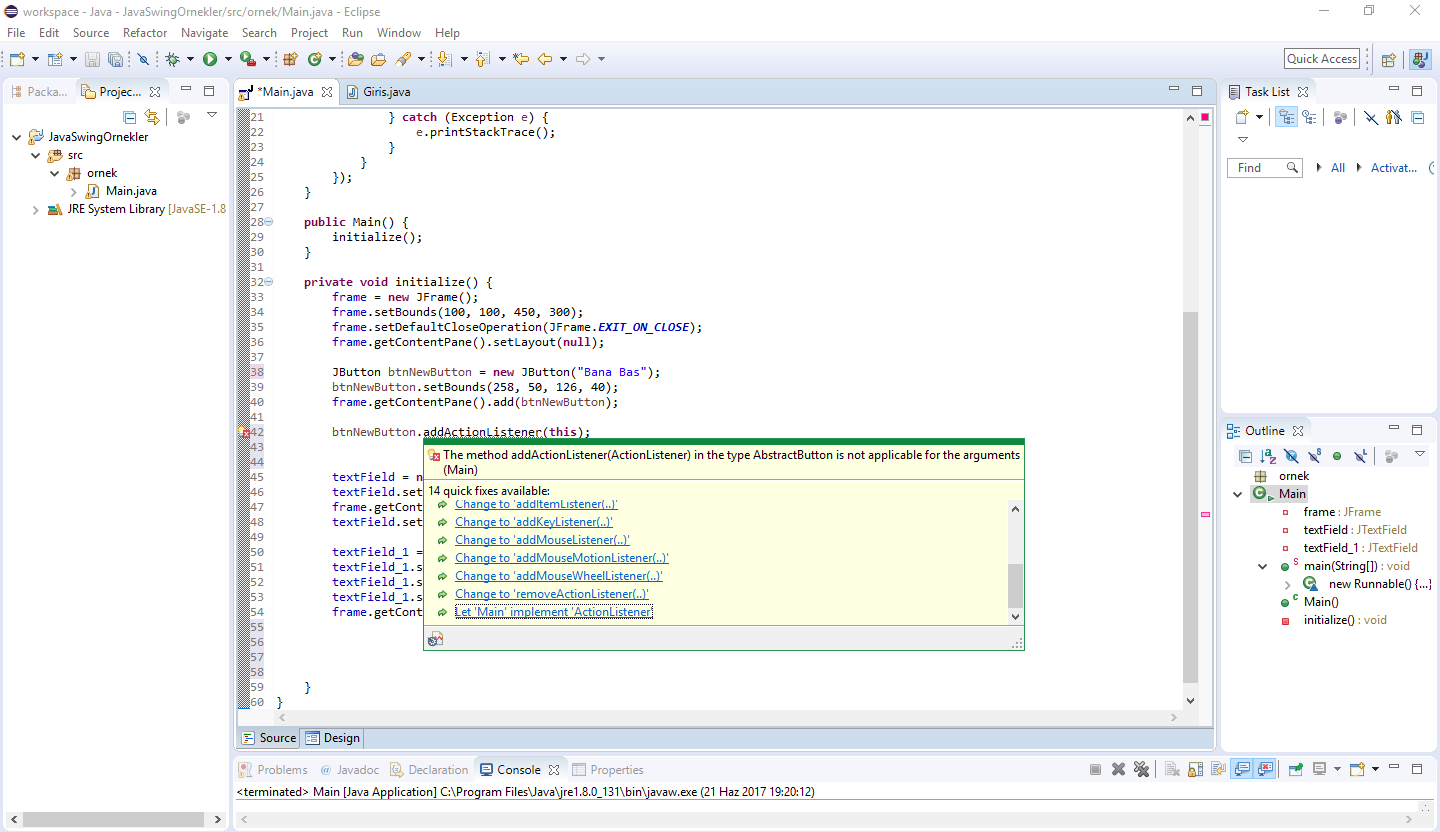 workspace - Java - JavaSwingOrnekler/src/ornek/Main.java - Eclipse
File Edit Source Refactor Navigate Search Project Run Window Help
Quick Access
Packa...
Projec...
JavaSwingOrnekler
src
ornek
Main.java
JRE System Library [JavaSE-1.8
*Main.java
Giris.java
21 } catch (Exception e) {
22 e.printStackTrace();
23 }
24 }
25 });
26 }
27
28 public Main() {
29 initialize();
30 }
31
32 private void initialize() {
33 frame = new JFrame();
34 frame.setBounds(100, 100, 450, 300);
35 frame.setDefaultCloseOperation(JFrame.EXIT_ON_CLOSE);
36 frame.getContentPane().setLayout(null);
37
38 JButton btnNewButton = new JButton("Bana Bas");
39 btnNewButton.setBounds(258, 50, 126, 40);
40 frame.getContentPane().add(btnNewButton);
41
42 btnNewButton.addActionListener(this);
43
44
45 textField = n
46 textField.set
47 frame.getCont
48 textField.set
49
50 textField_1 =
51 textField_1.s
52 textField_1.s
53 textField_1.s
54 frame.getCont
55
56
57
58
59 }
60 }
The method addActionListener(ActionListener) in the type AbstractButton is not applicable for the arguments
(Main)
14 quick fixes available:
Change to 'addItemListener(..)'
Change to 'addKeyListener(..)'
Change to 'addMouseListener(..)'
Change to 'addMouseMotionListener(..)'
Change to 'addMouseWheelListener(..)'
Change to 'removeActionListener(..)'
Let 'Main' implement 'ActionListener'
Source
Design
Task List
Find
All
Activat...
Outline
ornek
Main
frame : JFrame
textField : JTextField
textField_1 : JTextField
main(String[]) : void
new Runnable() {...}
Main()
initialize() : void
Problems
Javadoc
Declaration
Console
Properties
<terminated> Main [Java Application] C:\Program Files\Java\jre1.8.0_131\bin\javaw.exe (21 Haz 2017 19:20:12)